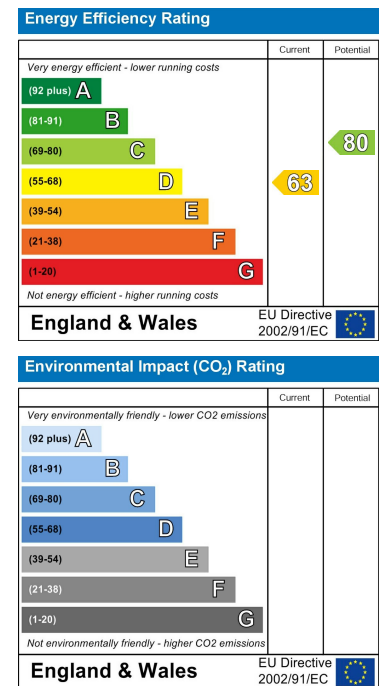 Energy Efficiency Rating
Current Potential
Very energy efficient - lower running costs
(92 plus) A
(81-91) B
(69-80) C
(55-68) D
(39-54) E
(21-38) F
(1-20) G
63
80
Not energy efficient - higher running costs
England & Wales
EU Directive
2002/91/EC
Environmental Impact (CO₂) Rating
Current Potential
Very environmentally friendly - lower CO2 emissions
(92 plus) A
(81-91) B
(69-80) C
(55-68) D
(39-54) E
(21-38) F
(1-20) G
Not environmentally friendly - higher CO2 emissions
England & Wales
EU Directive
2002/91/EC